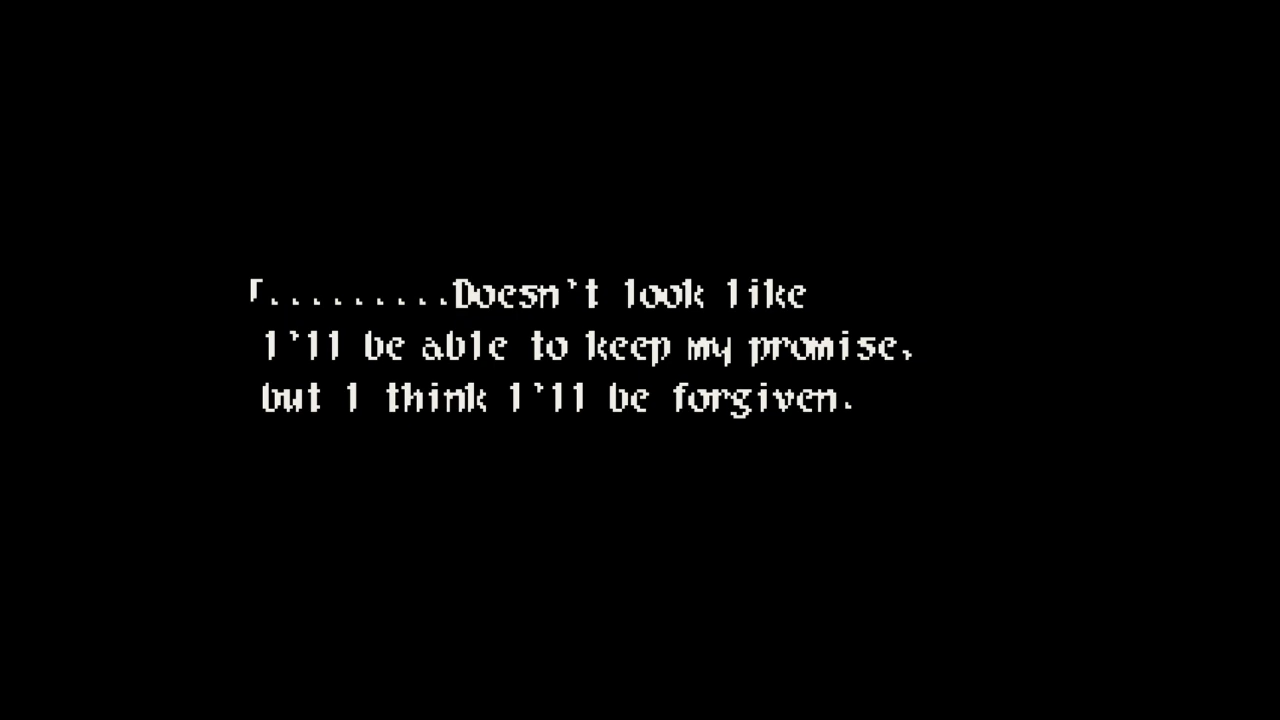 「.........Doesn't look like
I'll be able to keep my promise,
but I think I'll be forgiven.